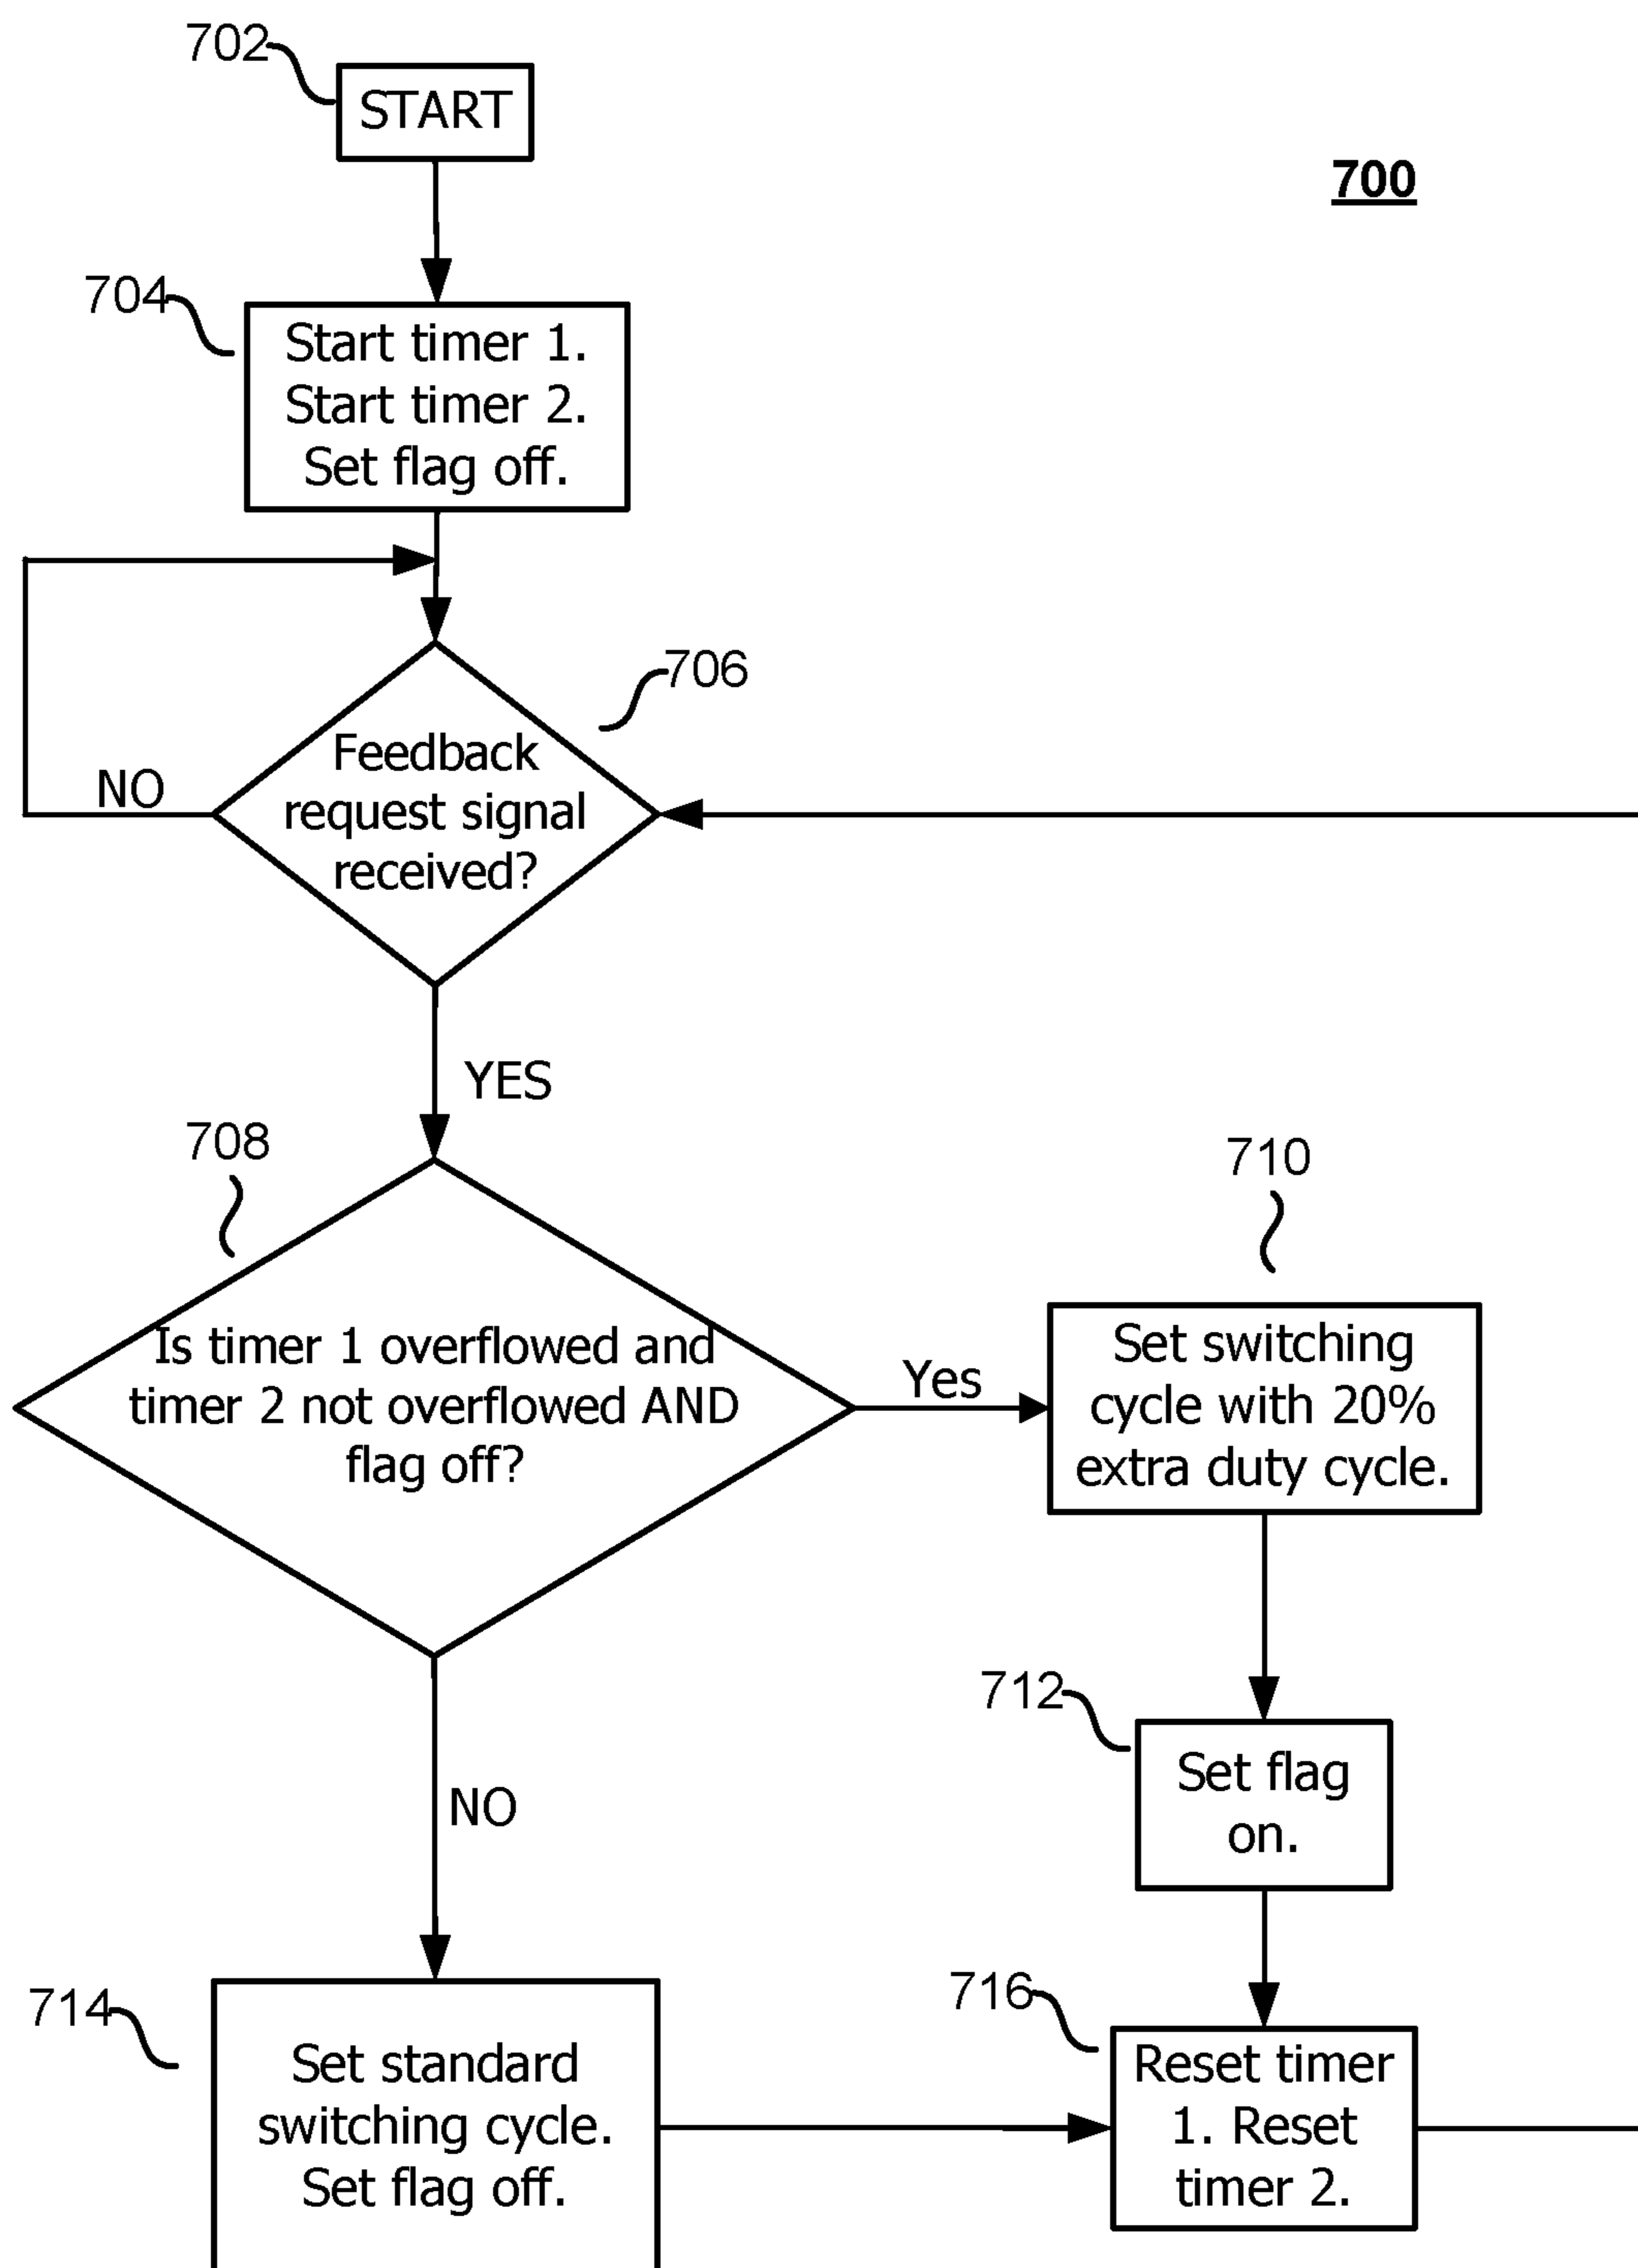 702
START
700
704
Start timer 1.
Start timer 2.
Set flag off.
706
Feedback
request signal
received?
NO
YES
708
710
Is timer 1 overflowed and
timer 2 not overflowed AND
flag off?
Yes
Set switching
cycle with 20%
extra duty cycle.
712
Set flag
on.
NO
714
Set standard
switching cycle.
Set flag off.
716
Reset timer
1. Reset
timer 2.